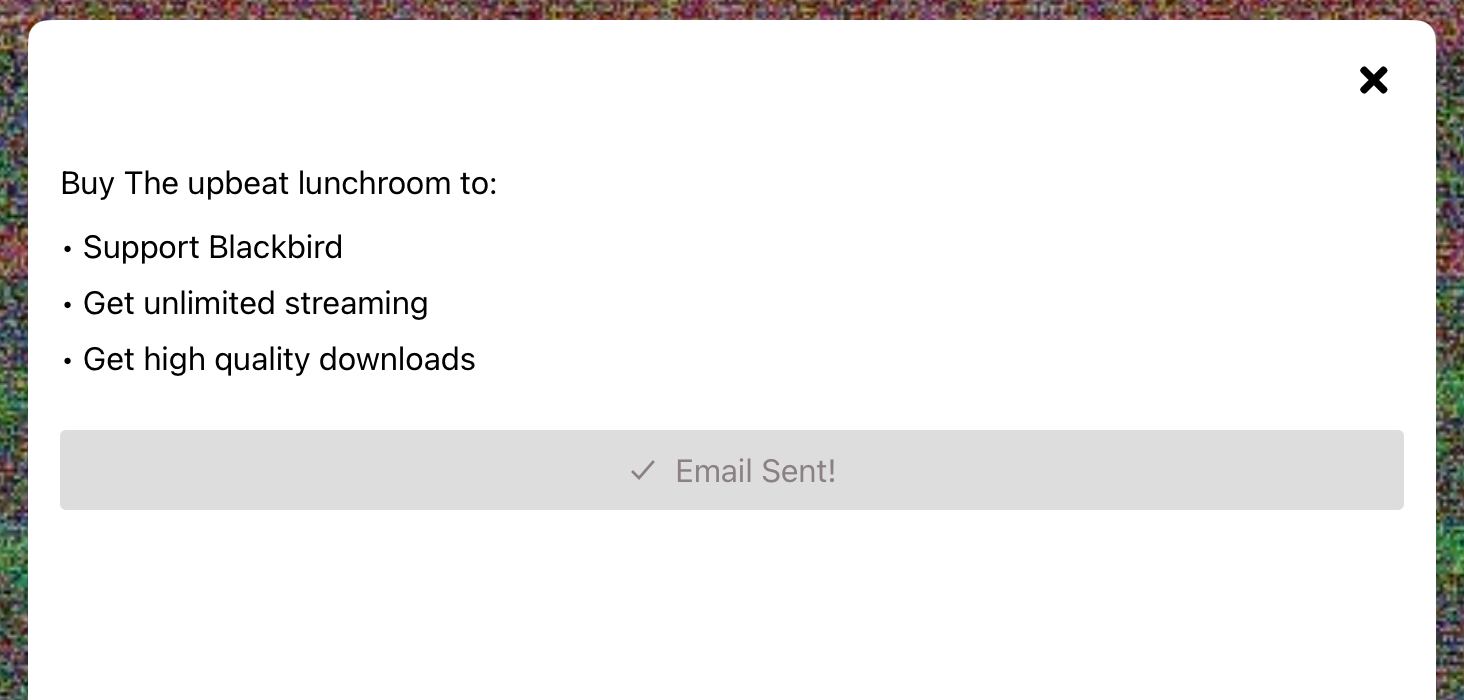 Buy The upbeat lunchroom to:
• Support Blackbird
• Get unlimited streaming
• Get high quality downloads
✓ Email Sent!